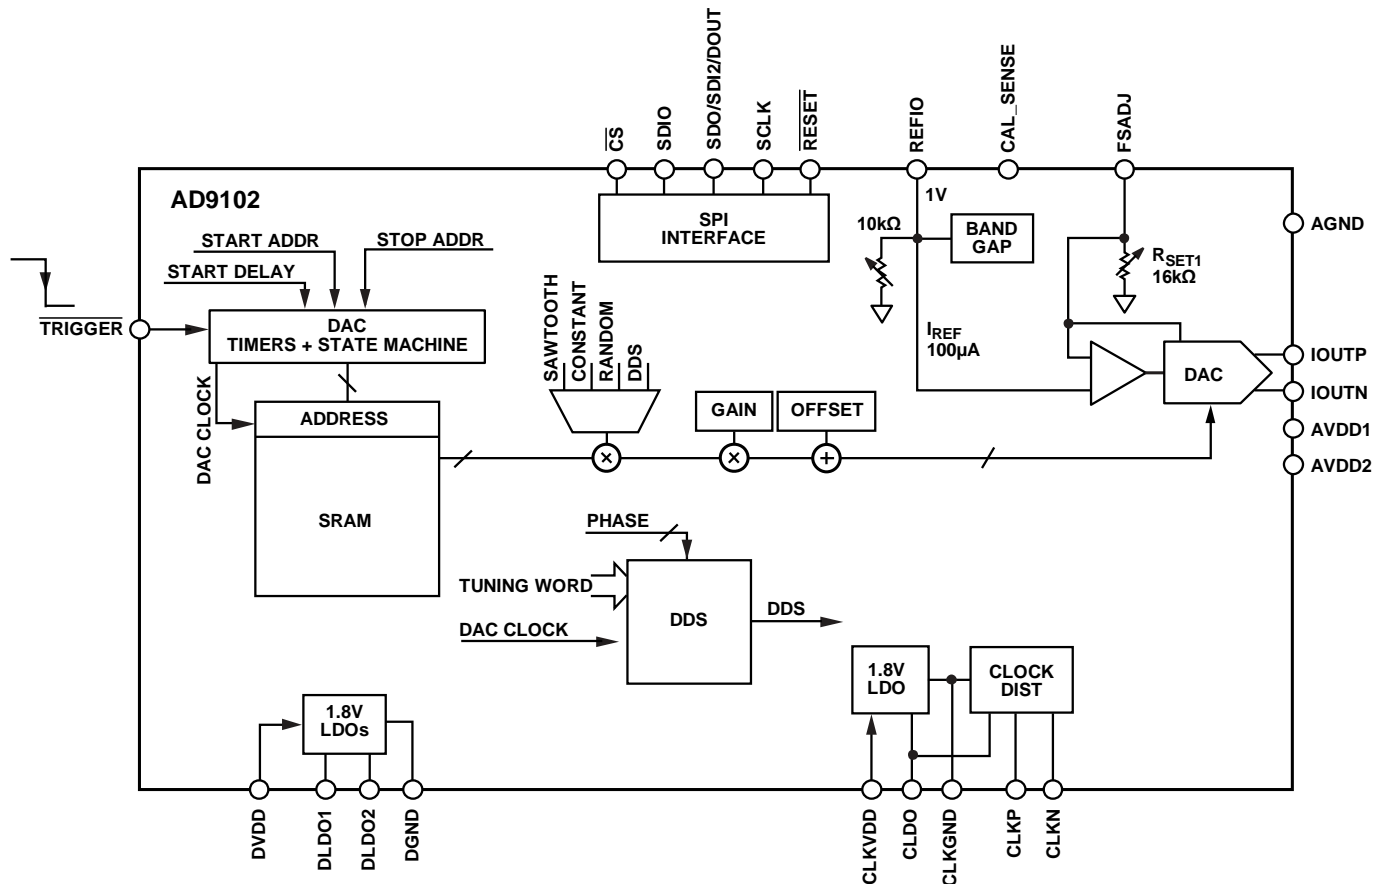 CS
SDIO
SDO/SDI2/DOUT
SCLK
RESET
REFIO
CAL_SENSE
FSADJ
AD9102
START ADDR
STOP ADDR
START DELAY
TRIGGER
DAC
TIMERS + STATE MACHINE
DAC CLOCK
ADDRESS
SRAM
SPI
INTERFACE
SAWTOOTH
CONSTANT
RANDOM
DDS
×
GAIN
×
OFFSET
+
1V
10kΩ
BAND
GAP
IREF
100µA
RSET1
16kΩ
DAC
AGND
IOUTP
IOUTN
AVDD1
AVDD2
PHASE
TUNING WORD
DAC CLOCK
DDS
DDS
1.8V
LDOs
1.8V
LDO
CLOCK
DIST
DVDD
DLDO1
DLDO2
DGND
CLKVDD
CLDO
CLKGND
CLKP
CLKN